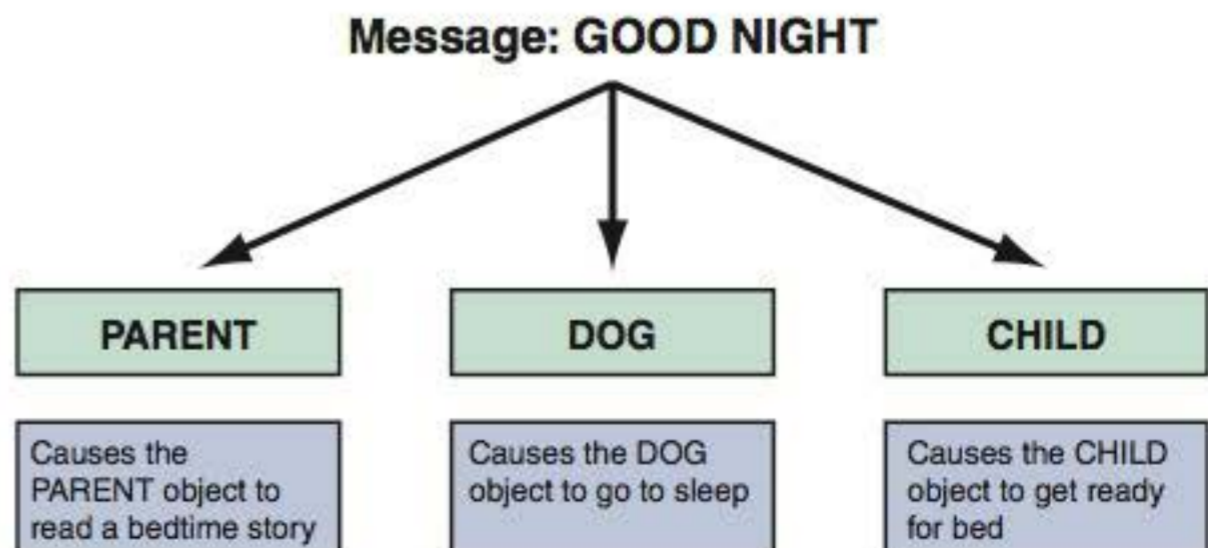 Message: GOOD NIGHT
PARENT
DOG
CHILD
Causes the
PARENT object to
read a bedtime story
Causes the DOG
object to go to sleep
Causes the CHILD
object to get ready
for bed